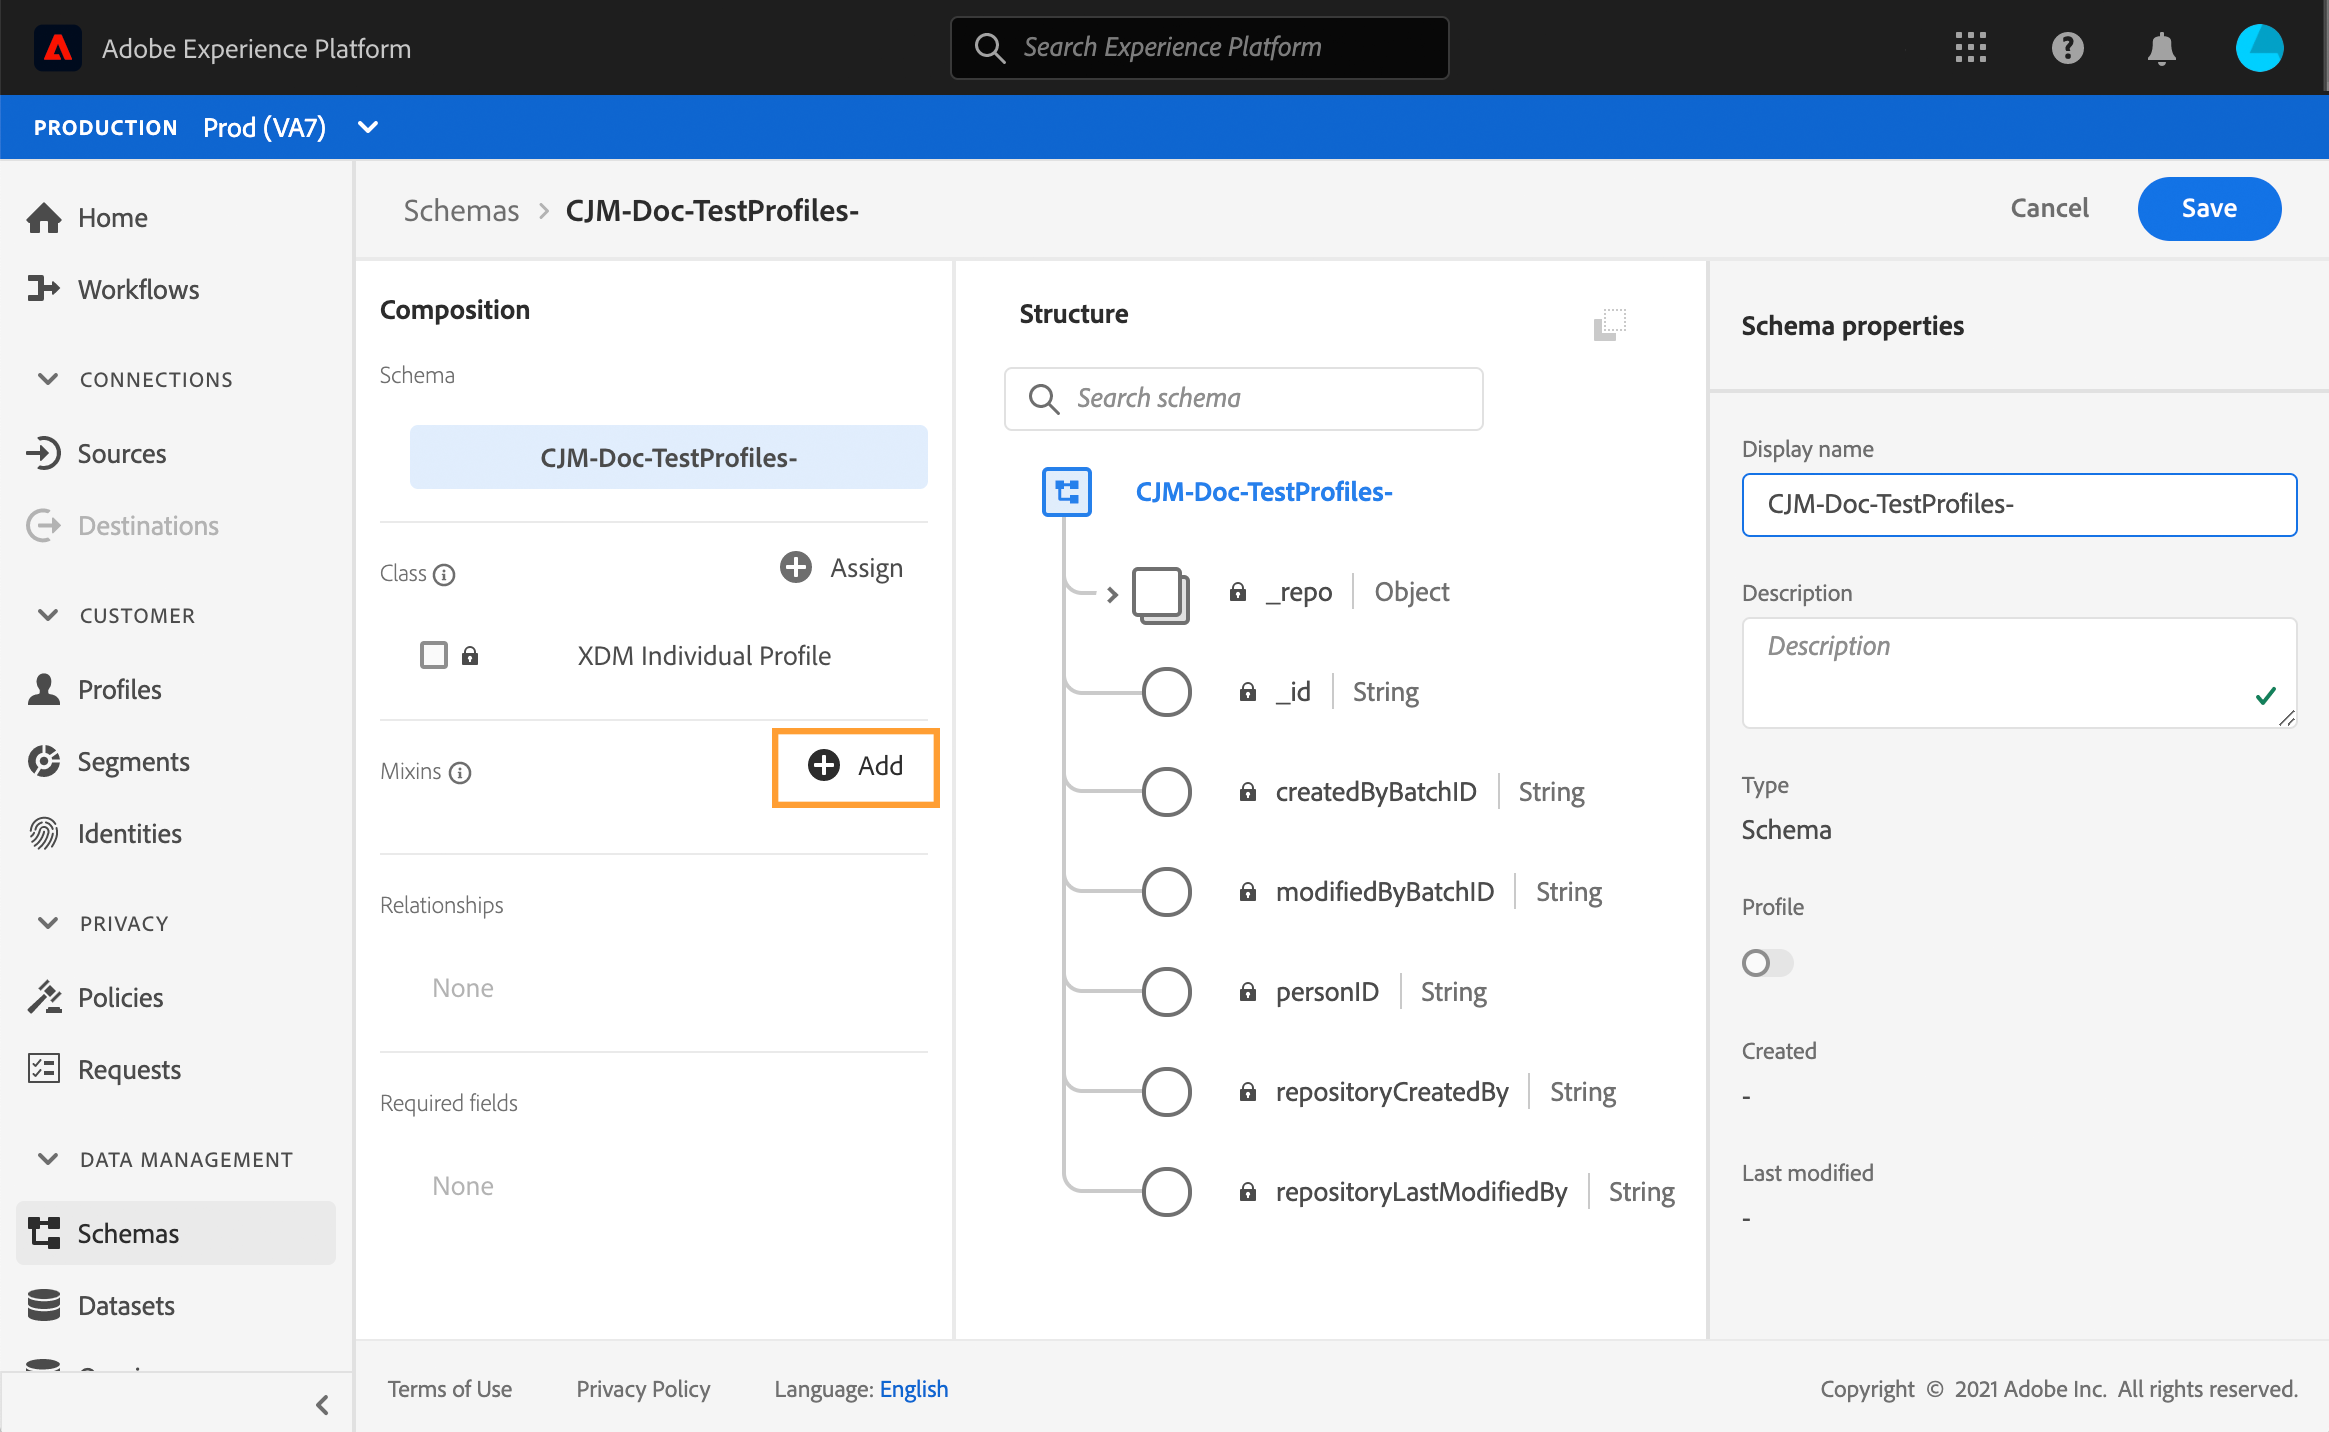 Adobe Experience Platform
Search Experience Platform
PRODUCTION Prod (VA7)
Home
Workflows
CONNECTIONS
Sources
Destinations
CUSTOMER
Profiles
Segments
Identities
PRIVACY
Policies
Requests
DATA MANAGEMENT
Schemas
Datasets
Schemas > CJM-Doc-TestProfiles-
Cancel
Save
Composition
Schema
CJM-Doc-TestProfiles-
Class
Assign
XDM Individual Profile
Mixins
Add
Relationships
None
Required fields
None
Structure
Search schema
CJM-Doc-TestProfiles-
_repo | Object
_id | String
createdByBatchID | String
modifiedByBatchID | String
personID | String
repositoryCreatedBy | String
repositoryLastModifiedBy | String
Schema properties
Display name
CJM-Doc-TestProfiles-
Description
Description
Type
Schema
Profile
Created
-
Last modified
-
Terms of Use
Privacy Policy
Language: English
Copyright © 2021 Adobe Inc. All rights reserved.